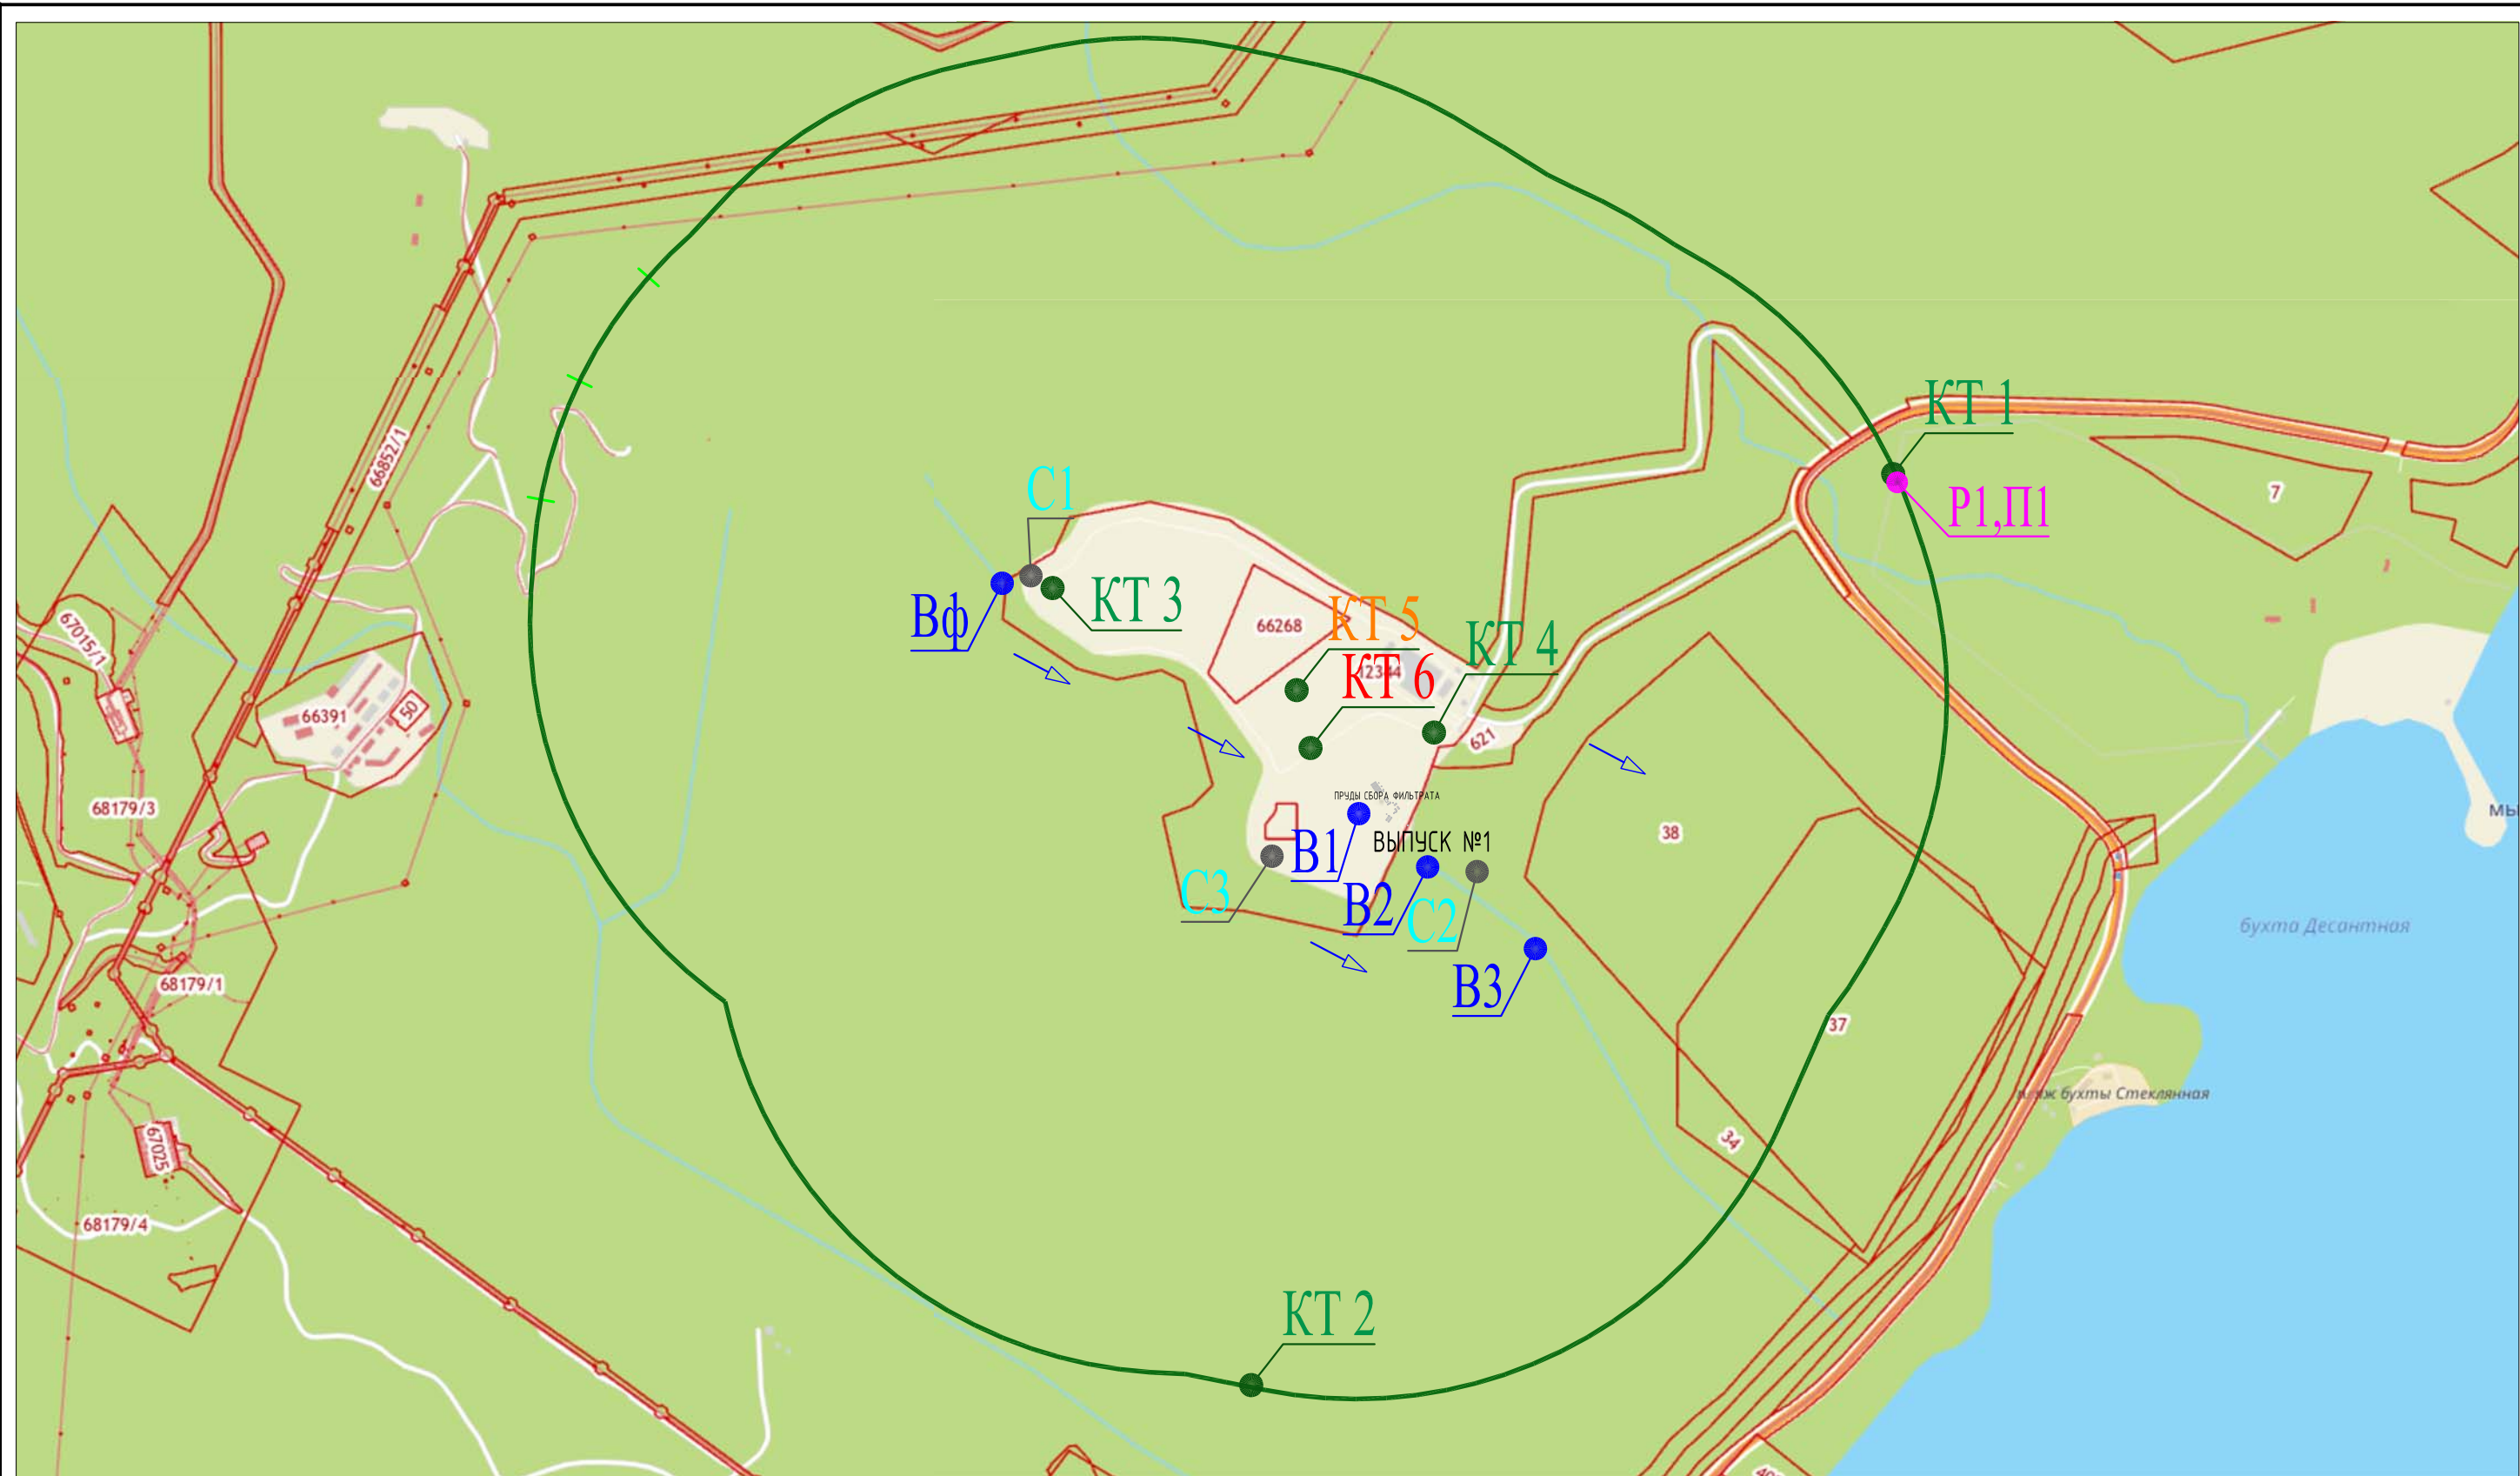 КТ 1
66852/1
С1
7
Р1,П1
КТ 3
Вф
КТ 5
66268
КТ 4
67015/1
КТ 6
50
66391
621
ПРУДЫ СБОРА ФИЛЬТРАТА
68179/3
мы
38
В1
ВЫПУСК №1
С3
В2
С2
бухта Десантная
68179/1
В3
37
бухты Стеклянная
34
67025
68179/4
КТ 2